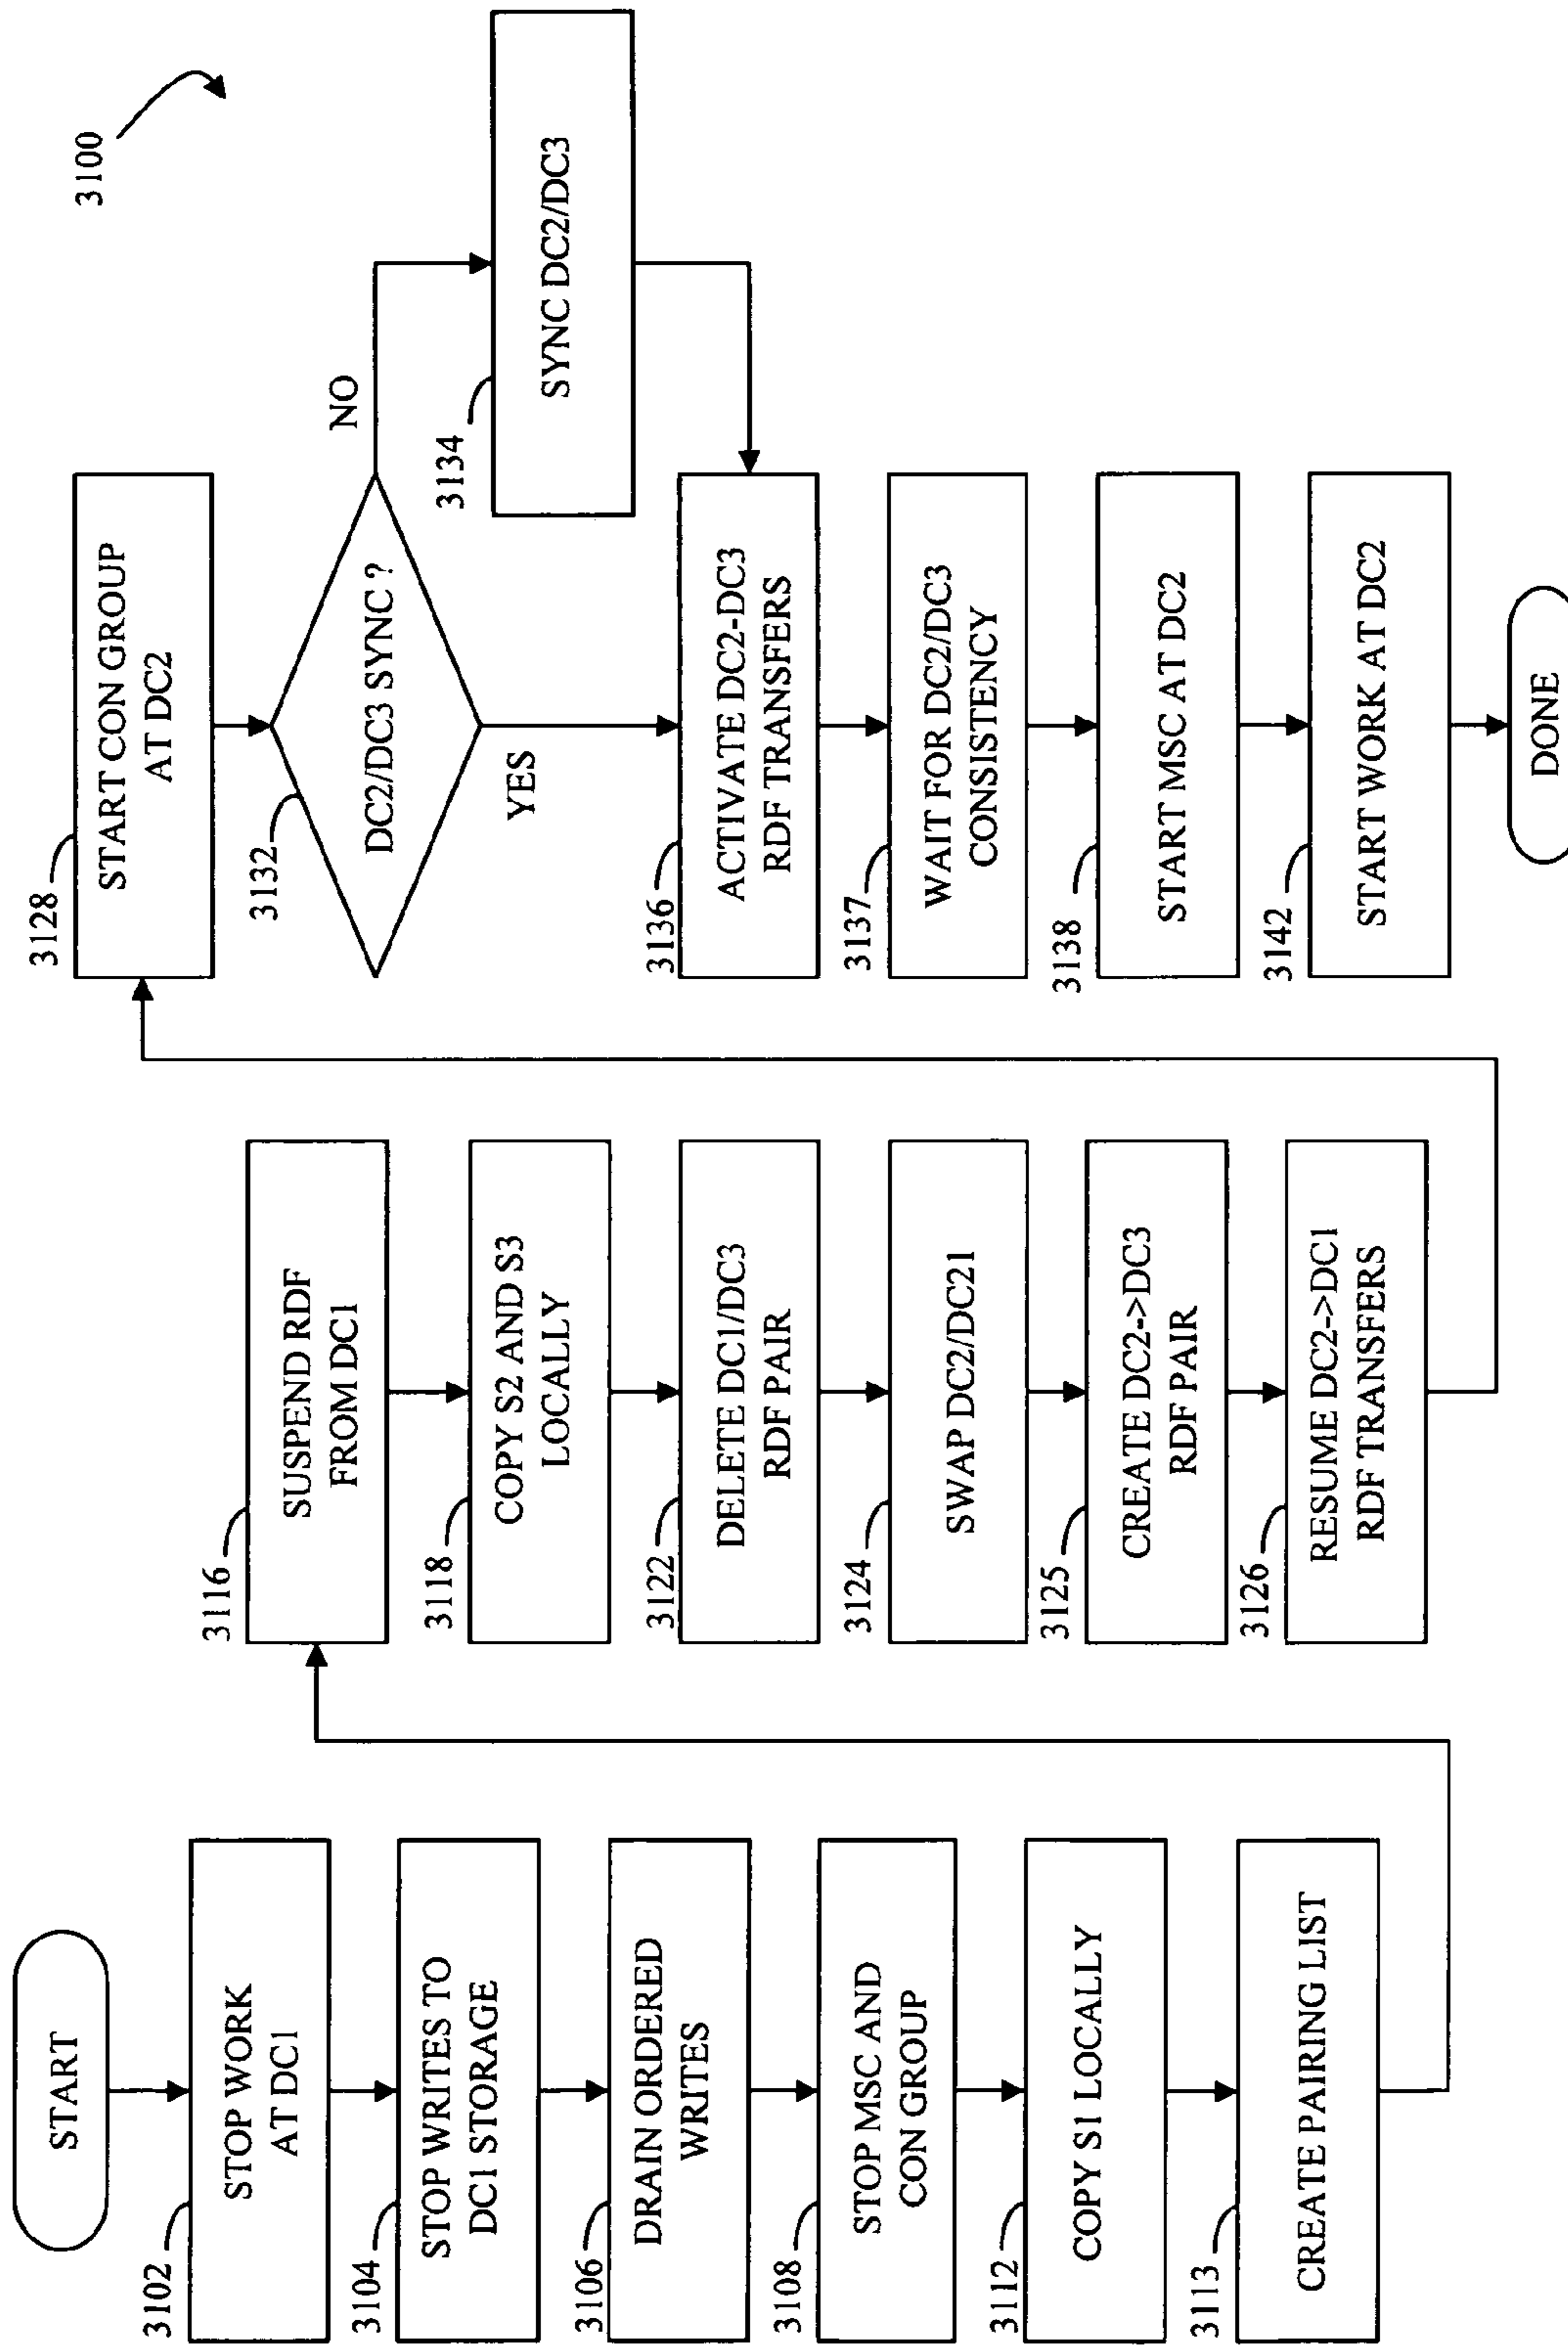 3100
START
3102
STOP WORK
AT DC1
3104
STOP WRITES TO
DC1 STORAGE
3106
DRAIN ORDERED
WRITES
3108
STOP MSC AND
CON GROUP
3112
COPY S1 LOCALLY
3113
CREATE PAIRING LIST
3116
SUSPEND RDF
FROM DC1
3118
COPY S2 AND S3
LOCALLY
3122
DELETE DC1/DC3
RDF PAIR
3124
SWAP DC2/DC21
3125
CREATE DC2->DC3
RDF PAIR
3126
RESUME DC2->DC1
RDF TRANSFERS
3128
START CON GROUP
AT DC2
3132
DC2/DC3 SYNC ?
NO
YES
3134
SYNC DC2/DC3
3136
ACTIVATE DC2-DC3
RDF TRANSFERS
3137
WAIT FOR DC2/DC3
CONSISTENCY
3138
START MSC AT DC2
3142
START WORK AT DC2
DONE